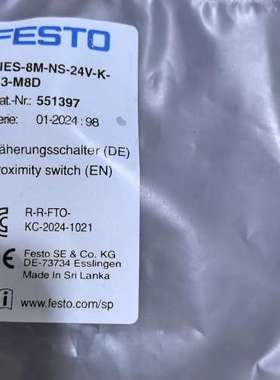 FESTO
IES-8M-NS-24V-K-
3-M8D
at.-Nr.: 551397
eries: 01-2024 : 98
äherungsschalter (DE)
roximity switch (EN)
R-R-FTO-
KC-2024-1021
Festo SE & Co. KG
DE-73734 Esslingen
Made in Sri Lanka
www.festo.com/sp